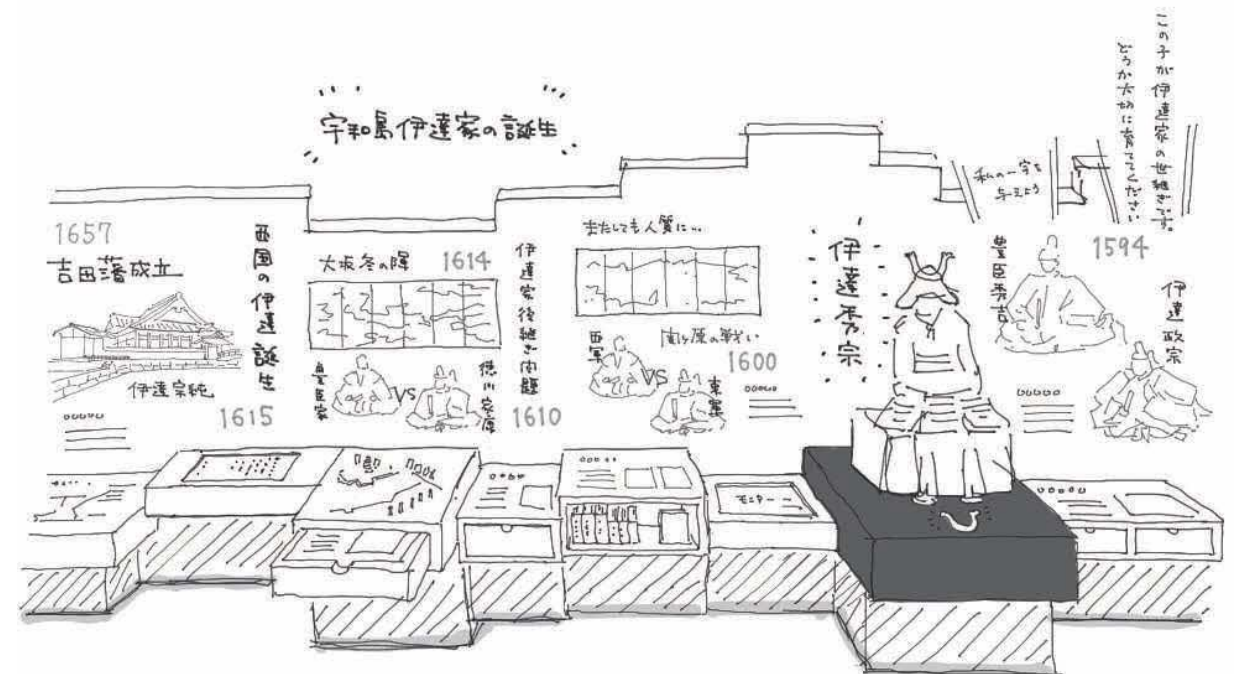 この子が伊達家の世継ぎです。
どうか大切に育ててください
私の一字を
与えよう
宇和島伊達家の誕生
1594
豊臣秀吉
伊達政宗
伊達秀宗
またしても人質に…
関ヶ原の戦い
1600
西軍
VS
東軍
伊達家後継ぎ問題
1610
大坂冬の陣
1614
豊臣家
VS
徳川家康
西国の伊達誕生
1615
1657
吉田藩成立
伊達宗純
モニター